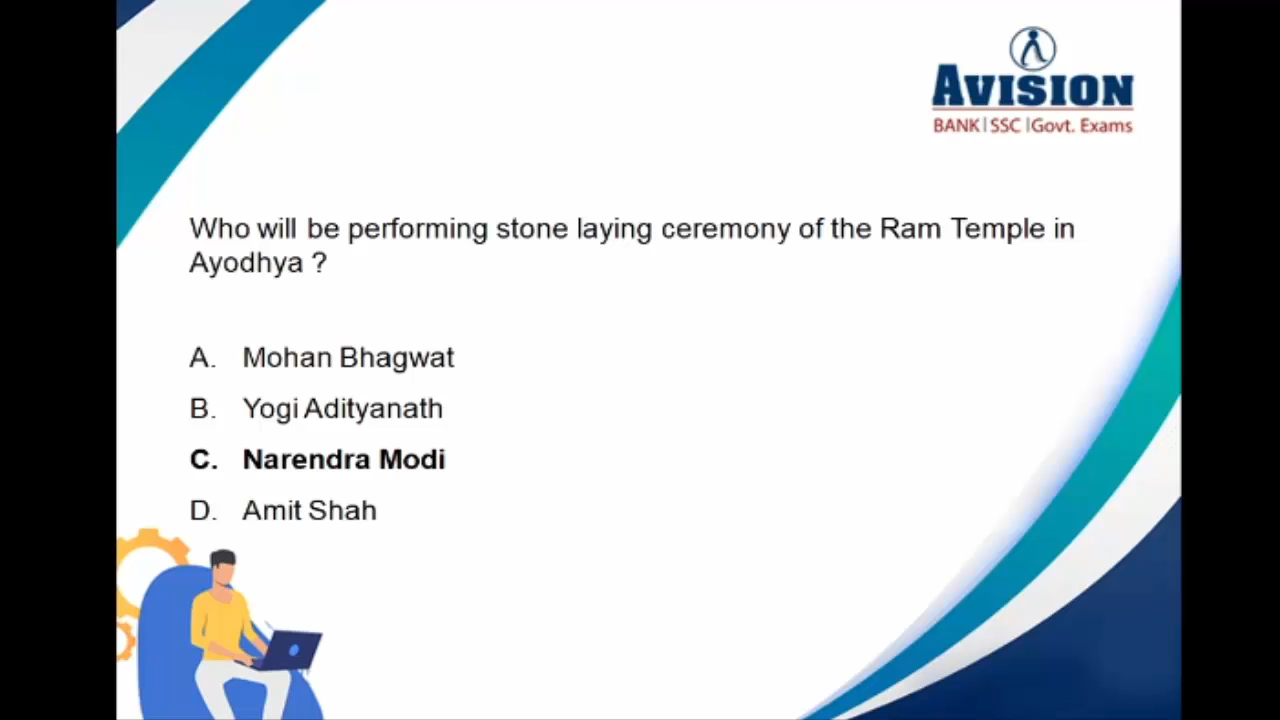 AVISION
BANK|SSC|Govt. Exams
Who will be performing stone laying ceremony of the Ram Temple in
Ayodhya ?
A. Mohan Bhagwat
B. Yogi Adityanath
C. Narendra Modi
D. Amit Shah